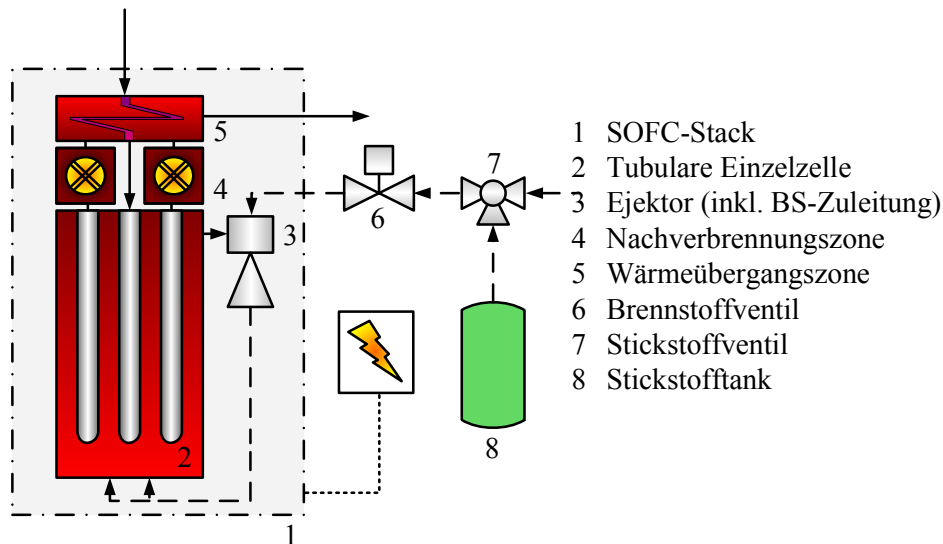 5
4
3
2
1
6
7
8
1 SOFC-Stack
2 Tubulare Einzelzelle
3 Ejektor (inkl. BS-Zuleitung)
4 Nachverbrennungszone
5 Wärmeübergangszone
6 Brennstoffventil
7 Stickstoffventil
8 Stickstofftank